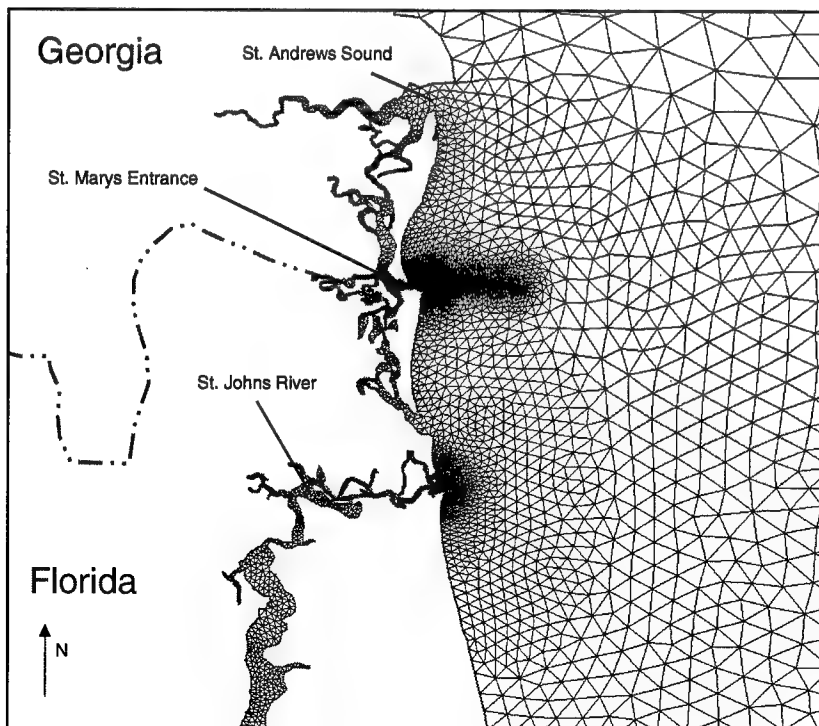 Georgia
St. Andrews Sound
St. Marys Entrance
St. Johns River
Florida
N